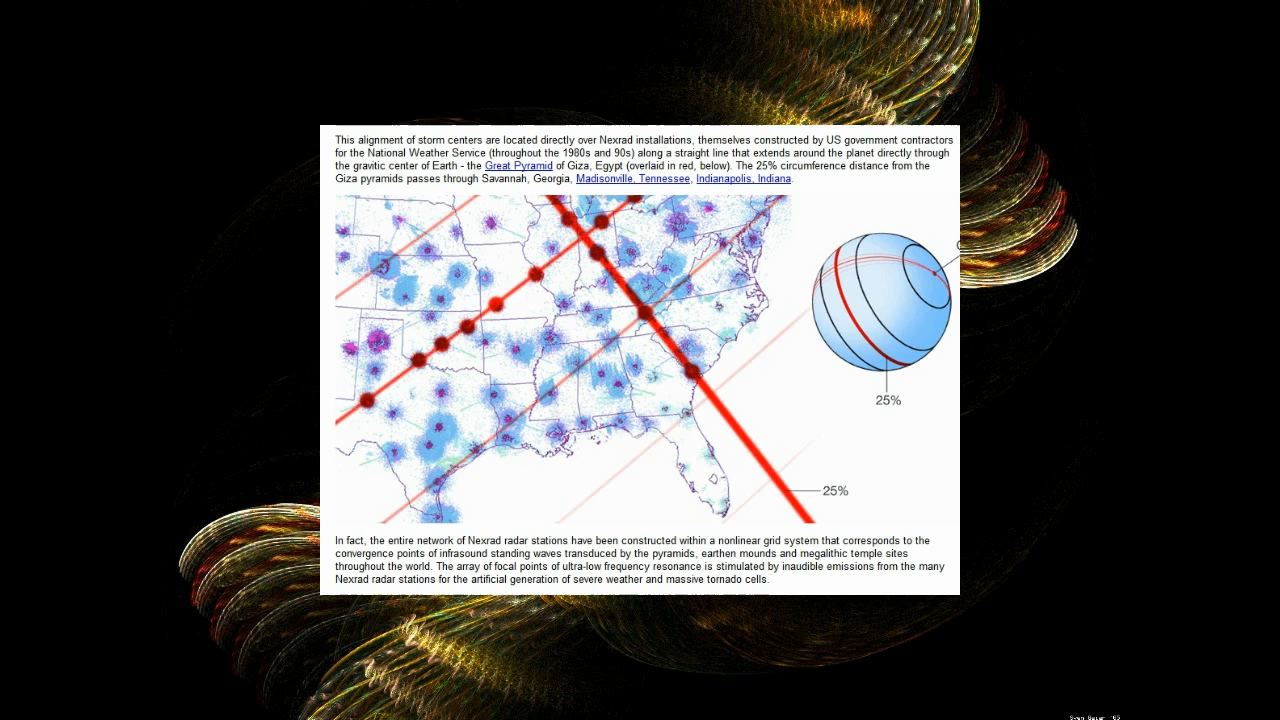 This alignment of storm centers are located directly over Nexrad installations, themselves constructed by US government contractors
for the National Weather Service (throughout the 1980s and 90s) along a straight line that extends around the planet directly through
the gravitic center of Earth - the Great Pyramid of Giza, Egypt (overlaid in red, below). The 25% circumference distance from the
Giza pyramids passes through Savannah, Georgia, Madisonville, Tennessee, Indianapolis, Indiana.
25%
25%
In fact, the entire network of Nexrad radar stations have been constructed within a nonlinear grid system that corresponds to the
convergence points of infrasound standing waves transduced by the pyramids, earthen mounds and megalithic temple sites
throughout the world. The array of focal points of ultra-low frequency resonance is stimulated by inaudible emissions from the many
Nexrad radar stations for the artificial generation of severe weather and massive tornado cells.